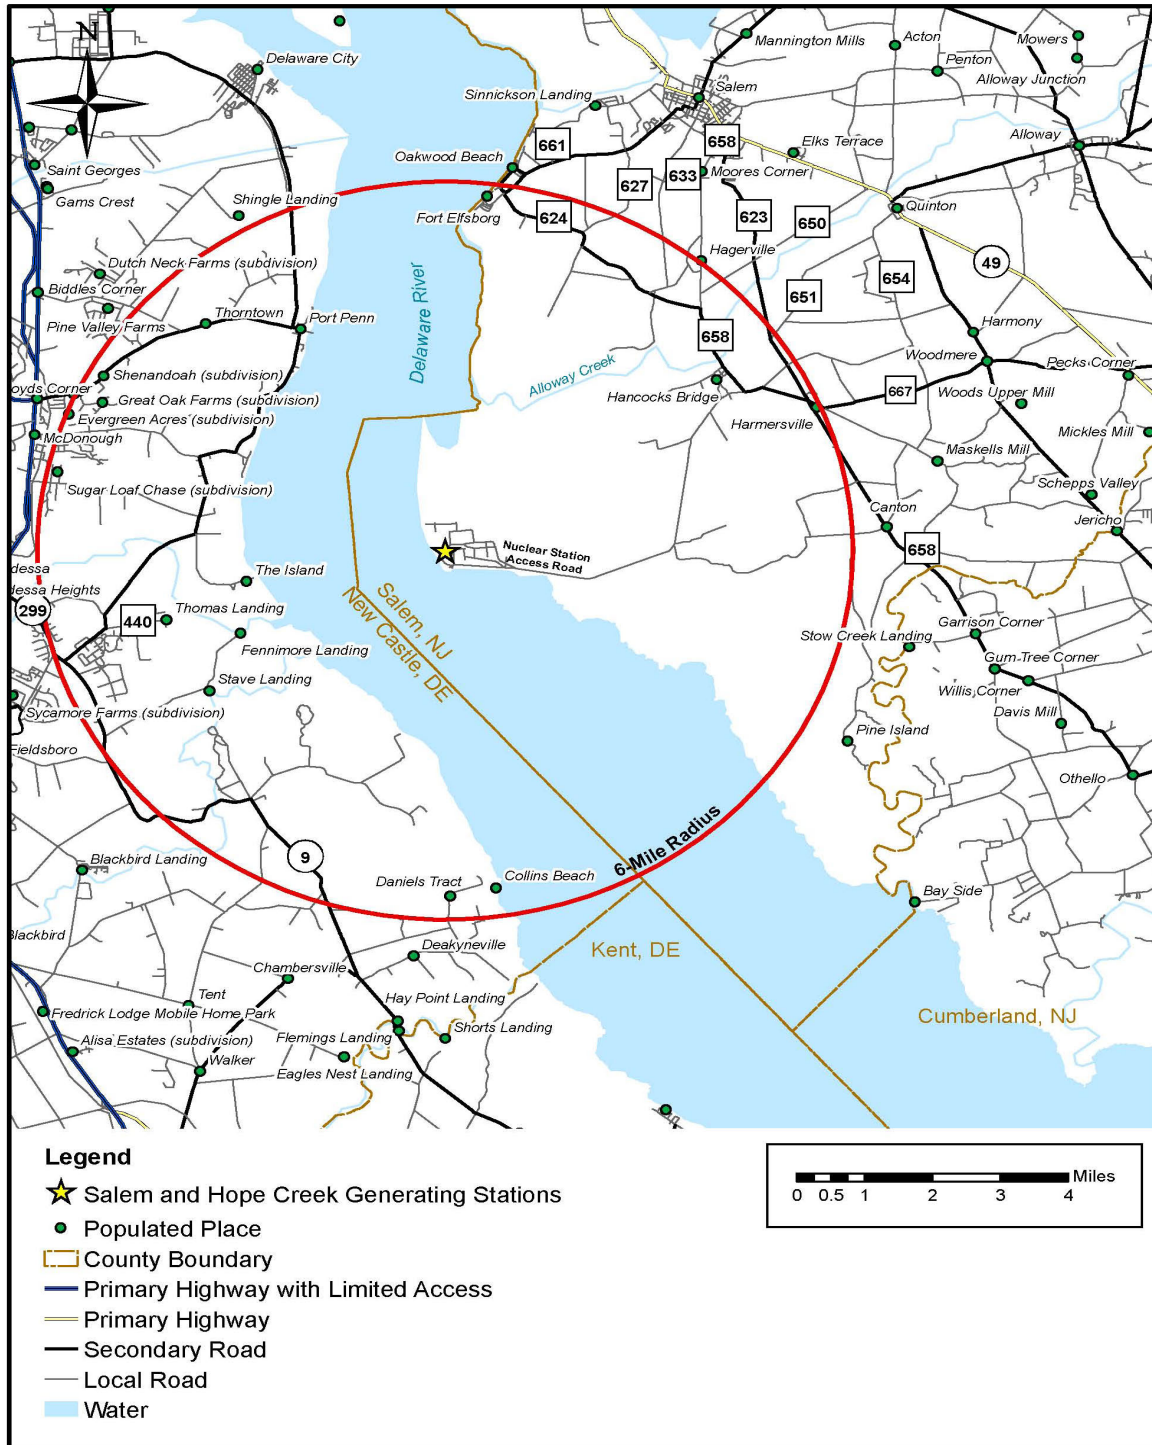 N
Delaware City
Mannington Mills
Acton
Mowers
Penton
Alloway Junction
Sinnickson Landing
Salem
Alloway
Saint Georges
Gams Crest
Oakwood Beach
661
658
Elks Terrace
Moores Corner
633
627
Shingle Landing
Fort Elfsborg
624
623
650
Quinton
Hagerville
49
654
651
Dutch Neck Farms (subdivision)
Biddles Corner
Pine Valley Farms
Thorntown
Port Penn
Delaware River
658
Harmony
Woodmere
Pecks Corner
Alloway Creek
Shenandoah (subdivision)
oyds Corner
Great Oak Farms (subdivision)
Evergreen Acres (subdivision)
McDonough
Hancocks Bridge
667
Woods Upper Mill
Harmersville
Mickles Mill
Maskells Mill
Sugar Loaf Chase (subdivision)
Schepps Valley
Canton
Jericho
658
Nuclear Station
Access Road
dessa
dessa Heights
299
The Island
Thomas Landing
440
Fennimore Landing
Salem, NJ
New Castle, DE
Garrison Corner
Stow Creek Landing
Gum Tree Corner
Stave Landing
Willis Corner
Sycamore Farms (subdivision)
Davis Mill
Pine Island
Fieldsboro
Othello
6-Mile Radius
9
Blackbird Landing
Daniels Tract
Collins Beach
Bay Side
Blackbird
Deakyneville
Kent, DE
Chambersville
Tent
Hay Point Landing
Fredrick Lodge Mobile Home Park
Cumberland, NJ
Shorts Landing
Alisa Estates (subdivision)
Flemings Landing
Walker
Eagles Nest Landing
Legend
Salem and Hope Creek Generating Stations
Populated Place
County Boundary
Primary Highway with Limited Access
Primary Highway
Secondary Road
Local Road
Water
Miles
0 0.5 1 2 3 4